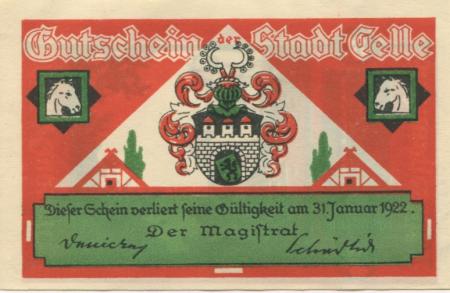 Gutschein der Stadt Celle
Dieser Schein verliert seine Gültigkeit am 31. Januar 1922.
Der Magistrat